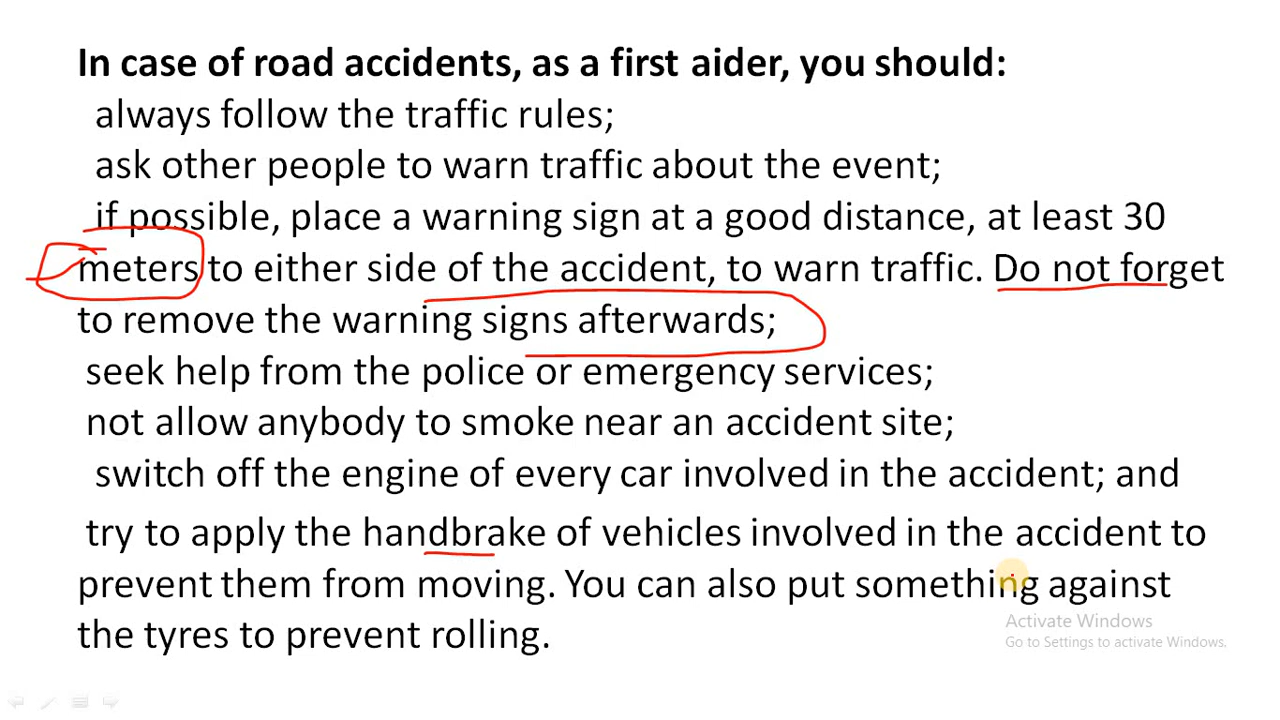 In case of road accidents, as a first aider, you should:
always follow the traffic rules;
ask other people to warn traffic about the event;
if possible, place a warning sign at a good distance, at least 30
meters to either side of the accident, to warn traffic. Do not forget
to remove the warning signs afterwards;
seek help from the police or emergency services;
not allow anybody to smoke near an accident site;
switch off the engine of every car involved in the accident; and
try to apply the handbrake of vehicles involved in the accident to
prevent them from moving. You can also put something against
the tyres to prevent rolling.
Activate Windows
Go to Settings to activate Windows.